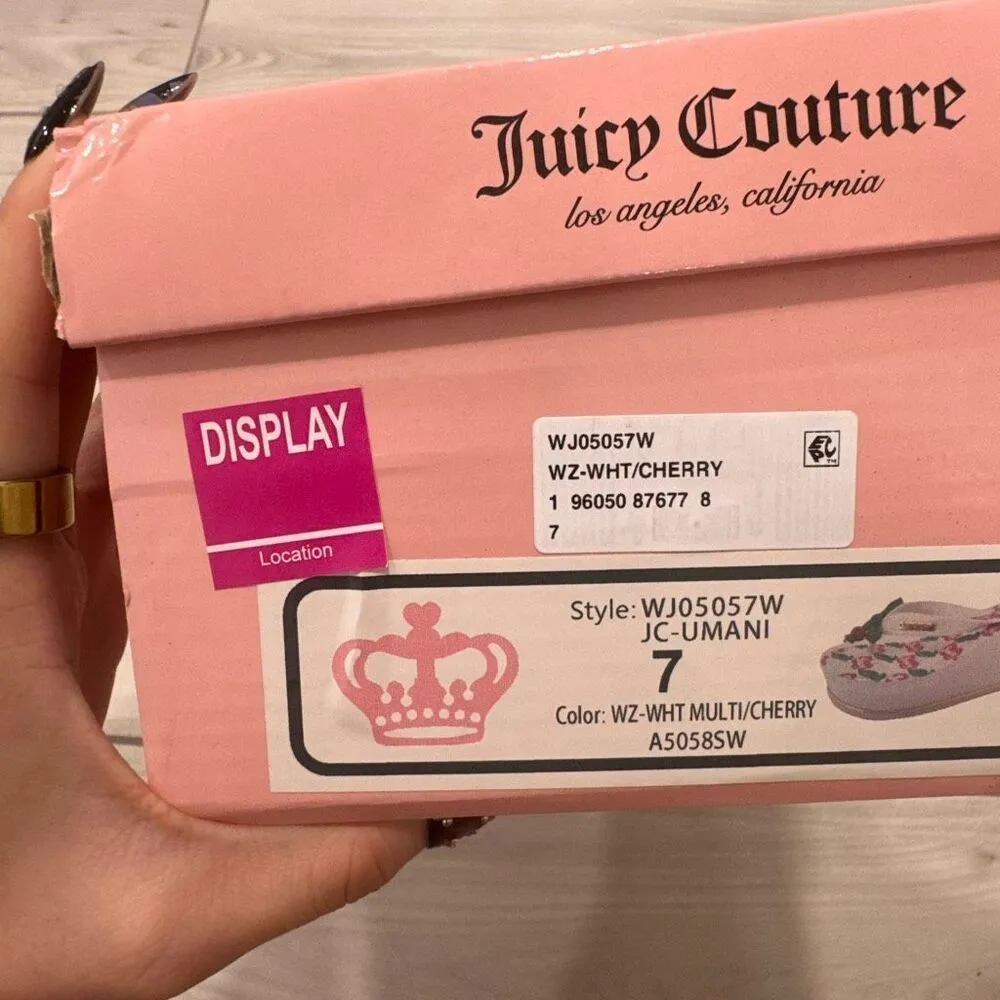 Juicy Couture
los angeles, california
DISPLAY
Location
WJ05057W
WZ-WHT/CHERRY
1 96050 87677 8
7
EPC™
Style: WJ05057W
JC-UMANI
7
Color: WZ-WHT MULTI/CHERRY
A5058SW